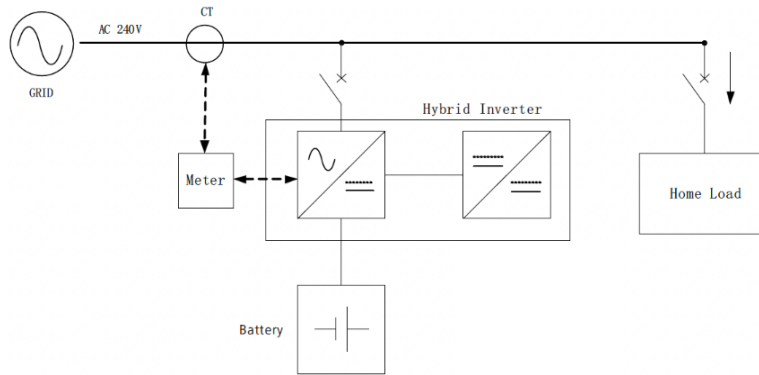 CT
AC 240V
GRID
Hybrid Inverter
Meter
Home Load
Battery